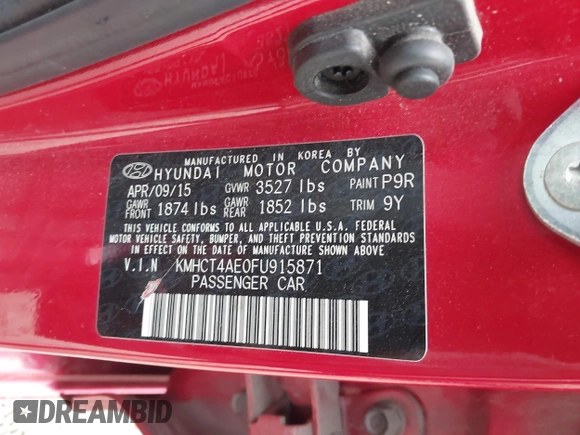 MANUFACTURED IN KOREA BY
HYUNDAI MOTOR COMPANY
APR/09/15 GVWR 3527 lbs PAINT P9R
GAWR FRONT 1874 lbs GAWR REAR 1852 lbs TRIM 9Y
THIS VEHICLE CONFORMS TO ALL APPLICABLE U.S.A. FEDERAL
MOTOR VEHICLE SAFETY, BUMPER, AND THEFT PREVENTION STANDARDS
IN EFFECT ON THE DATE OF MANUFACTURE SHOWN ABOVE.
V.I.N KMHCT4AE0FU915871
PASSENGER CAR
DREAMBID